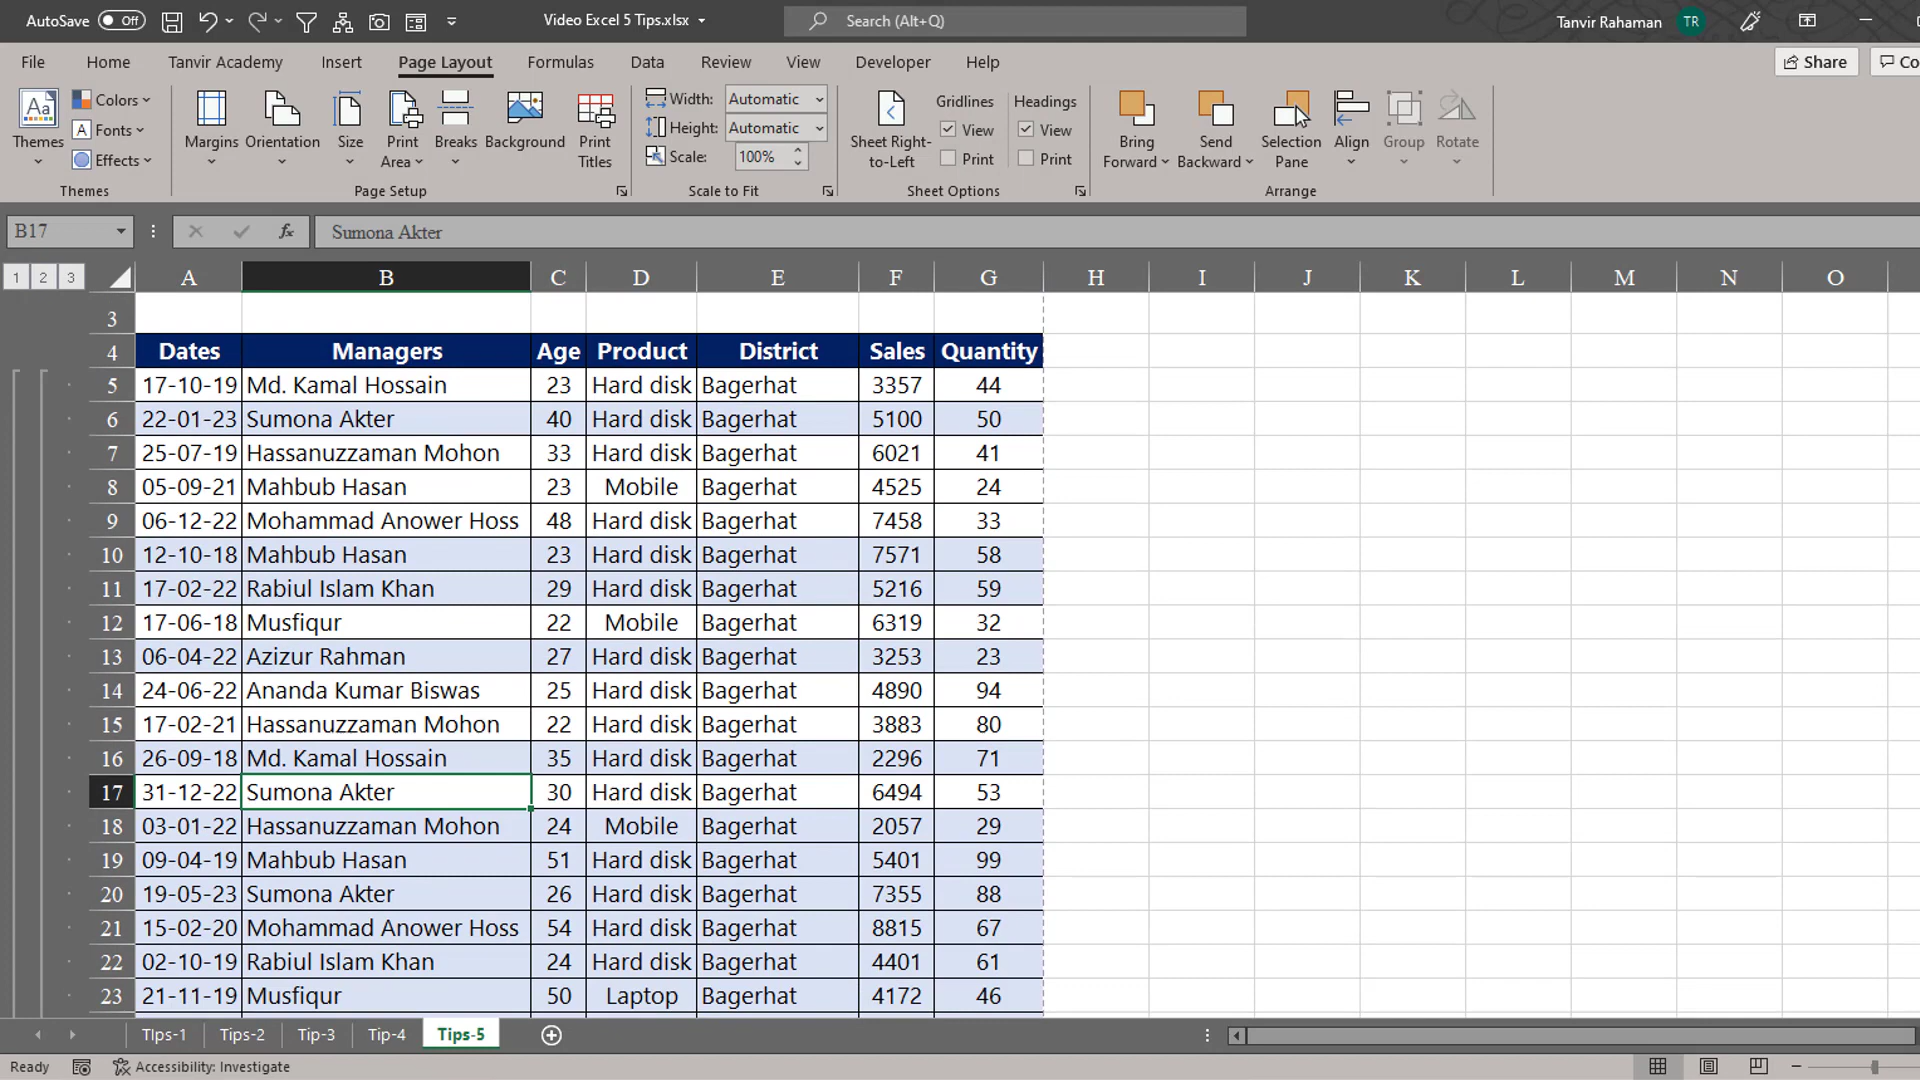 AutoSave Off Video Excel 5 Tips.xlsx Search (Alt+Q) Tanvir Rahaman TR
File Home Tanvir Academy Insert Page Layout Formulas Data Review View Developer Help Share Co
Themes Colors Fonts Effects
Margins Orientation Size Print Area Breaks Background Print Titles
Width: Automatic
Height: Automatic
Scale: 100%
Sheet Right-to-Left
Gridlines View Print
Headings View Print
Bring Forward Send Backward Selection Pane Align Group Rotate
Themes Page Setup Scale to Fit Sheet Options Arrange
B17 fx Sumona Akter
1 2 3 A B C D E F G H I J K L M N O
3
4 Dates Managers Age Product District Sales Quantity
5 17-10-19 Md. Kamal Hossain 23 Hard disk Bagerhat 3357 44
6 22-01-23 Sumona Akter 40 Hard disk Bagerhat 5100 50
7 25-07-19 Hassanuzzaman Mohon 33 Hard disk Bagerhat 6021 41
8 05-09-21 Mahbub Hasan 23 Mobile Bagerhat 4525 24
9 06-12-22 Mohammad Anower Hoss 48 Hard disk Bagerhat 7458 33
10 12-10-18 Mahbub Hasan 23 Hard disk Bagerhat 7571 58
11 17-02-22 Rabiul Islam Khan 29 Hard disk Bagerhat 5216 59
12 17-06-18 Musfiqur 22 Mobile Bagerhat 6319 32
13 06-04-22 Azizur Rahman 27 Hard disk Bagerhat 3253 23
14 24-06-22 Ananda Kumar Biswas 25 Hard disk Bagerhat 4890 94
15 17-02-21 Hassanuzzaman Mohon 22 Hard disk Bagerhat 3883 80
16 26-09-18 Md. Kamal Hossain 35 Hard disk Bagerhat 2296 71
17 31-12-22 Sumona Akter 30 Hard disk Bagerhat 6494 53
18 03-01-22 Hassanuzzaman Mohon 24 Mobile Bagerhat 2057 29
19 09-04-19 Mahbub Hasan 51 Hard disk Bagerhat 5401 99
20 19-05-23 Sumona Akter 26 Hard disk Bagerhat 7355 88
21 15-02-20 Mohammad Anower Hoss 54 Hard disk Bagerhat 8815 67
22 02-10-19 Rabiul Islam Khan 24 Hard disk Bagerhat 4401 61
23 21-11-19 Musfiqur 50 Laptop Bagerhat 4172 46
TIps-1 Tips-2 Tip-3 Tip-4 Tips-5
Ready Accessibility: Investigate